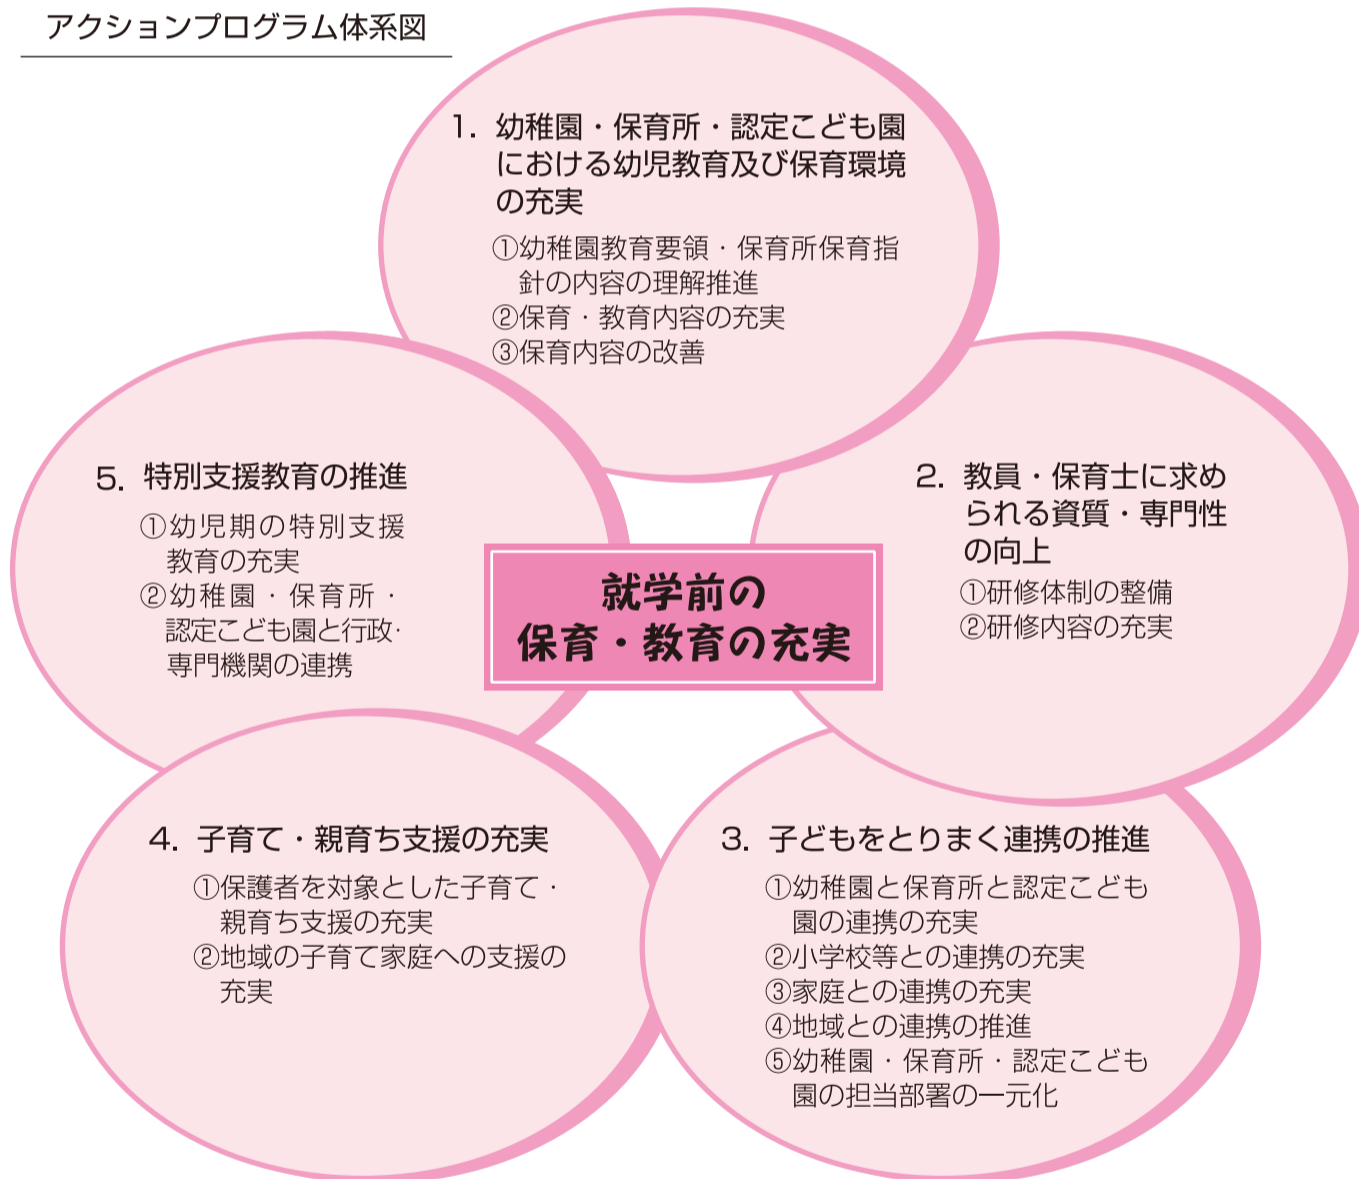 アクションプログラム体系図
1. 幼稚園・保育所・認定こども園
における幼児教育及び保育環境
の充実
①幼稚園教育要領・保育所保育指
針の内容の理解推進
②保育・教育内容の充実
③保育内容の改善
2. 教員・保育士に求め
られる資質・専門性
の向上
①研修体制の整備
②研修内容の充実
3. 子どもをとりまく連携の推進
①幼稚園と保育所と認定こども
園の連携の充実
②小学校等との連携の充実
③家庭との連携の充実
④地域との連携の推進
⑤幼稚園・保育所・認定こども
園の担当部署の一元化
4. 子育て・親育ち支援の充実
①保護者を対象とした子育て・
親育ち支援の充実
②地域の子育て家庭への支援の
充実
5. 特別支援教育の推進
①幼児期の特別支援
教育の充実
②幼稚園・保育所・
認定こども園と行政・
専門機関の連携
就学前の
保育・教育の充実